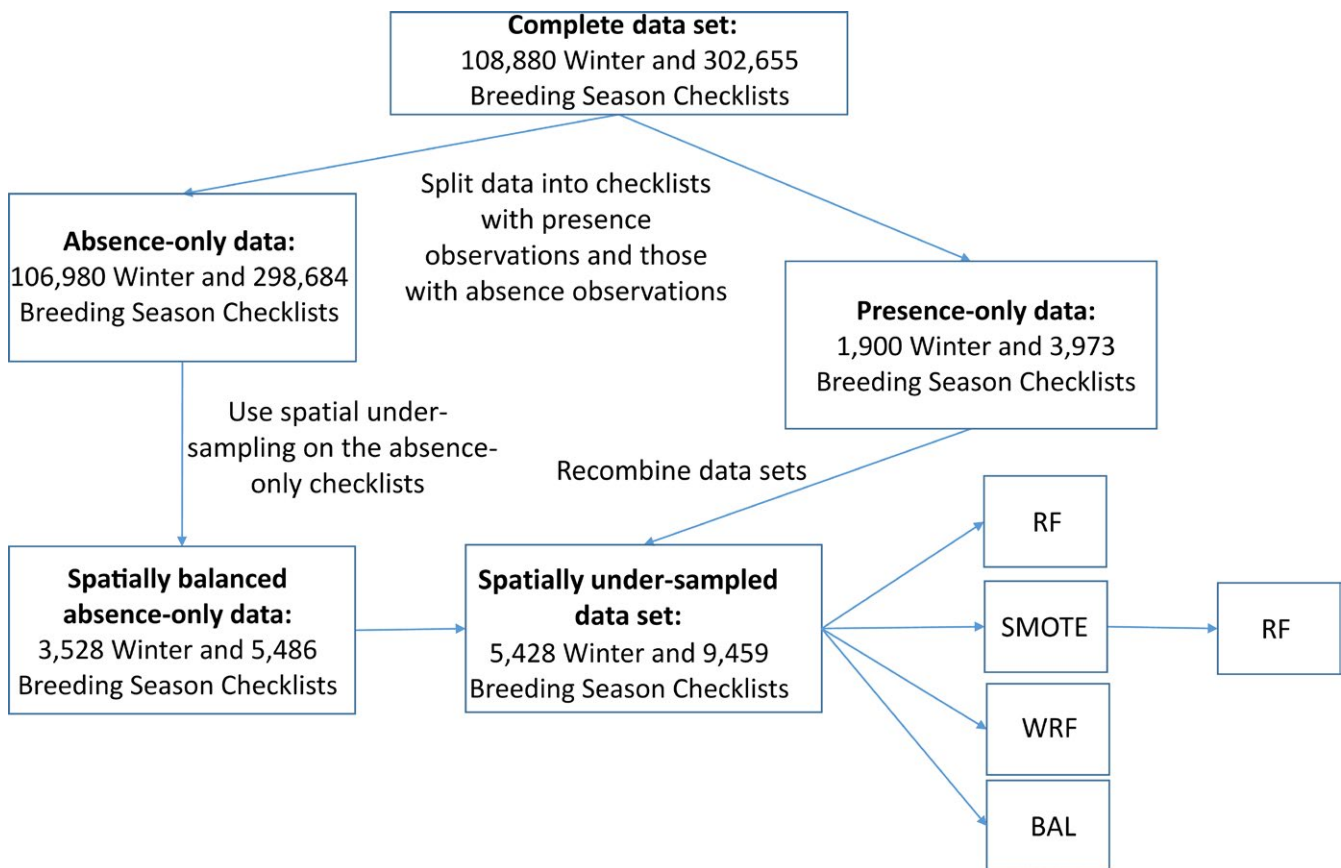 Complete data set:
108,880 Winter and 302,655
Breeding Season Checklists
Split data into checklists
with presence
observations and those
with absence observations
Absence-only data:
106,980 Winter and 298,684
Breeding Season Checklists
Presence-only data:
1,900 Winter and 3,973
Breeding Season Checklists
Use spatial under-
sampling on the absence-
only checklists
Recombine data sets
Spatially balanced
absence-only data:
3,528 Winter and 5,486
Breeding Season Checklists
Spatially under-sampled
data set:
5,428 Winter and 9,459
Breeding Season Checklists
RF
SMOTE
RF
WRF
BAL